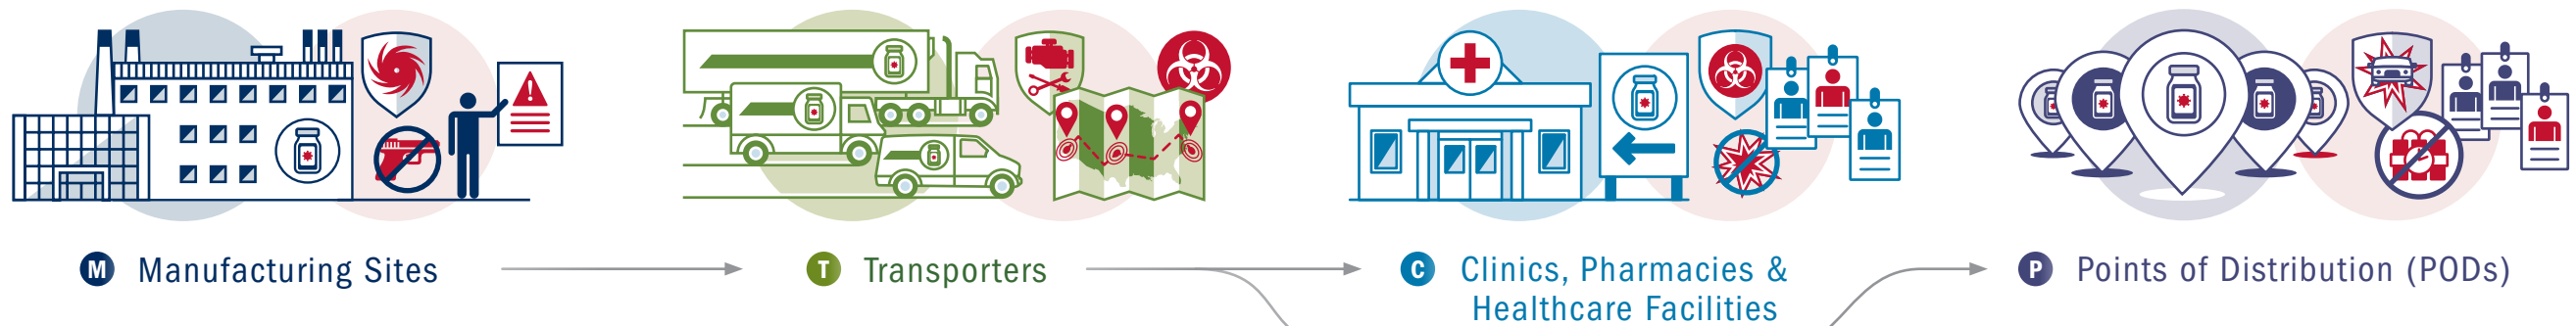 M Manufacturing Sites
T Transporters
C Clinics, Pharmacies &
Healthcare Facilities
P Points of Distribution (PODs)